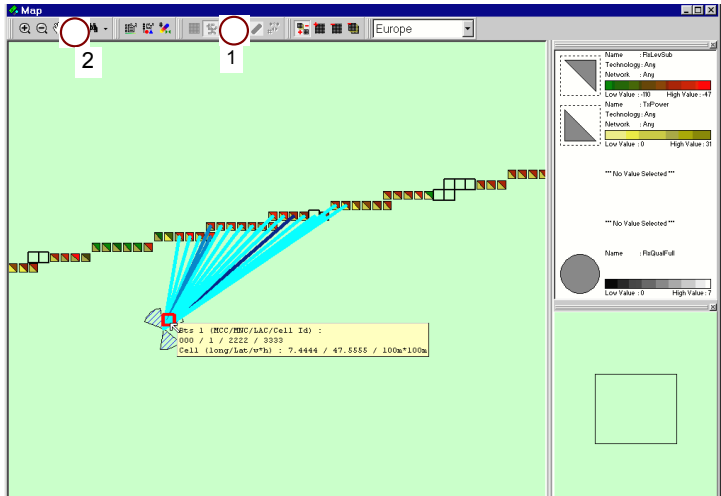 Map
Europe
2
1
Name : RxLevSub
Technology : Any
Network : Any
Low Value : -110 High Value : -47
Name : TxPower
Technology : Any
Network : Any
Low Value : 0 High Value : 31
*** No Value Selected ***
*** No Value Selected ***
Name : RxQualFull
Low Value : 0 High Value : 7
Bts 1 (MCC/MNC/LAC/Cell Id) :
000 / 1 / 2222 / 3333
Cell (long/Lat/v*h) : 7.4444 / 47.5555 / 100m*100m